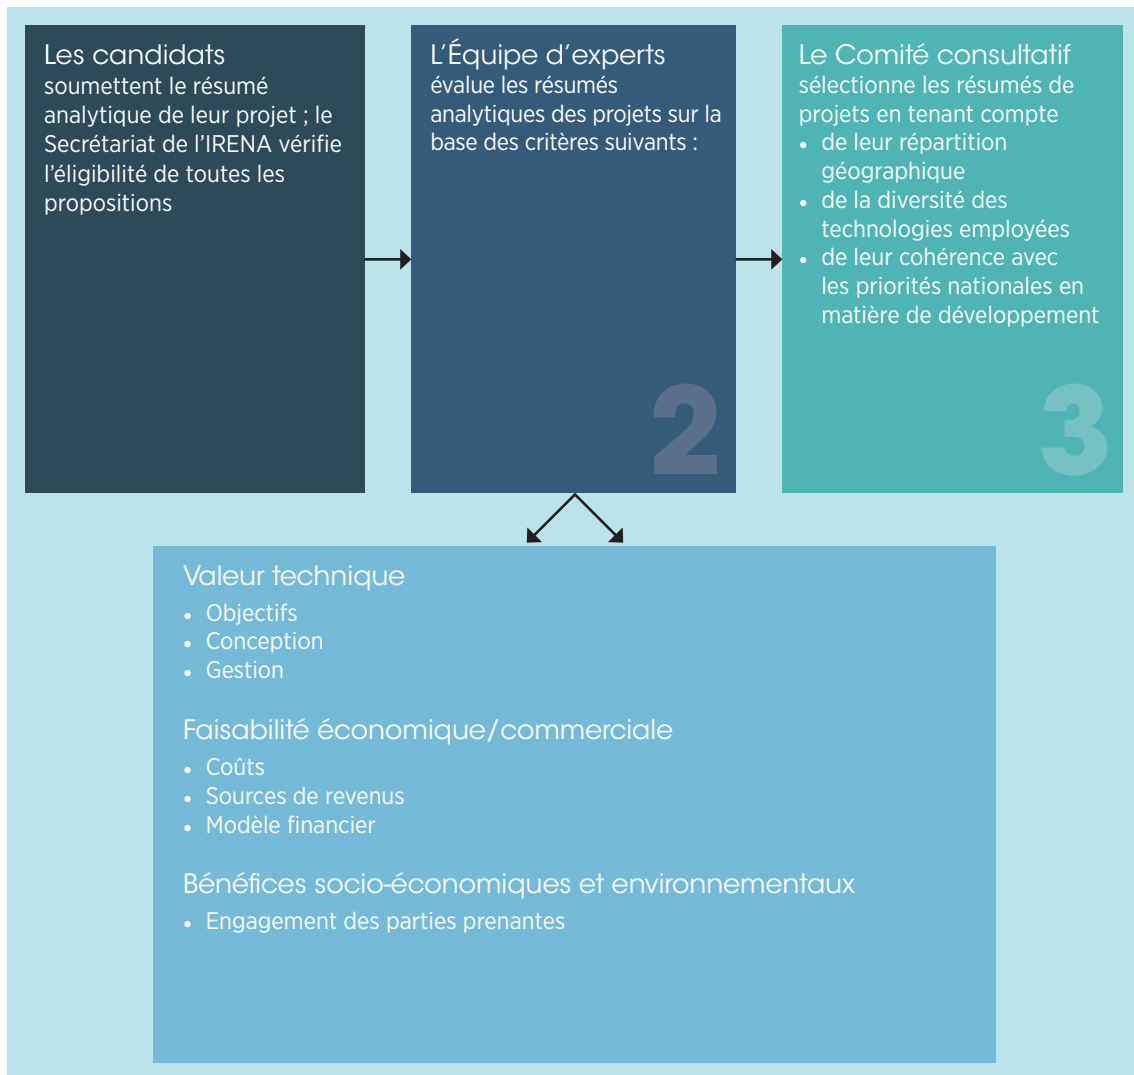 Les candidats
soumettent le résumé
analytique de leur projet ; le
Secrétariat de l'IRENA vérifie
l'éligibilité de toutes les
propositions
L'Équipe d'experts
évalue les résumés
analytiques des projets sur la
base des critères suivants :
2
Le Comité consultatif
sélectionne les résumés de
projets en tenant compte
• de leur répartition
géographique
• de la diversité des
technologies employées
• de leur cohérence avec
les priorités nationales en
matière de développement
3
Valeur technique
• Objectifs
• Conception
• Gestion
Faisabilité économique/commerciale
• Coûts
• Sources de revenus
• Modèle financier
Bénéfices socio-économiques et environnementaux
• Engagement des parties prenantes